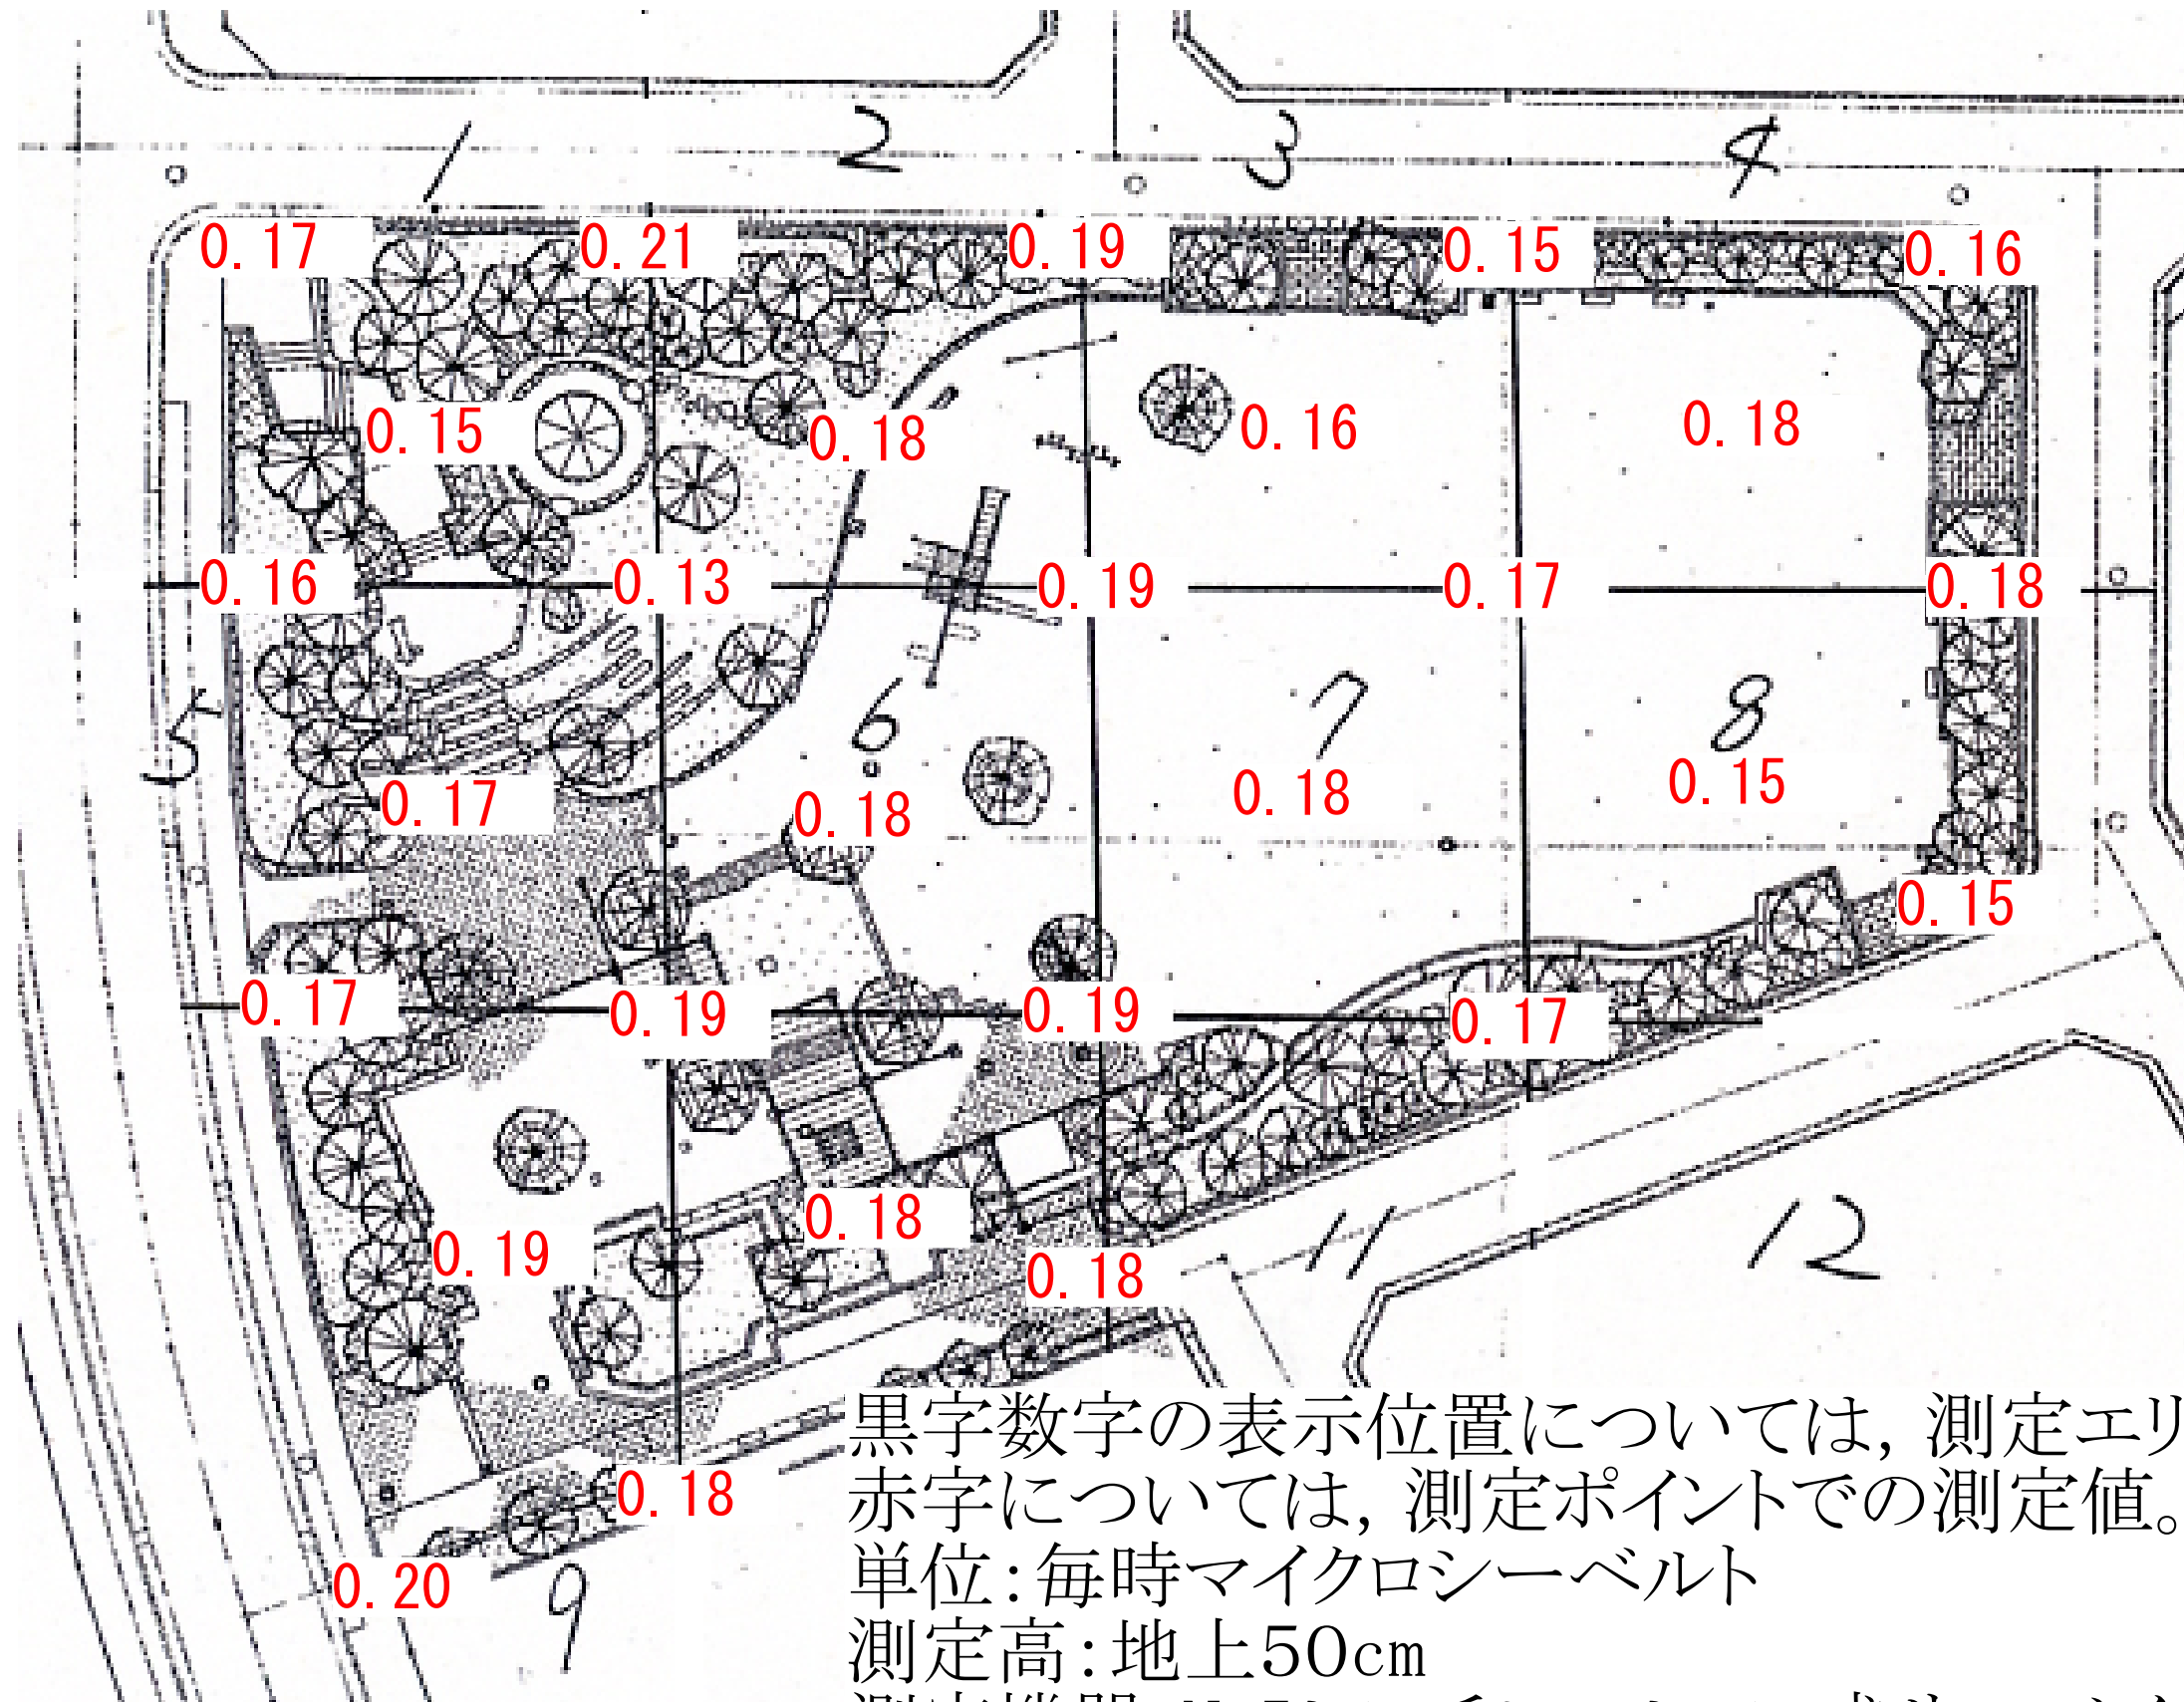 1 2 3 4
0.17 0.21 0.19 0.15 0.16
0.15 0.18 0.16 0.18
0.16 0.13 0.19 0.17 0.18
5 6 7 8
0.17 0.18 0.18 0.15
0.15
0.17 0.19 0.19 0.17
0.19 0.18 11 12
0.18
0.18
0.20 9
黒字数字の表示位置については，測定エリ
赤字については，測定ポイントでの測定値。
単位：毎時マイクロシーベルト
測定高：地上50cm